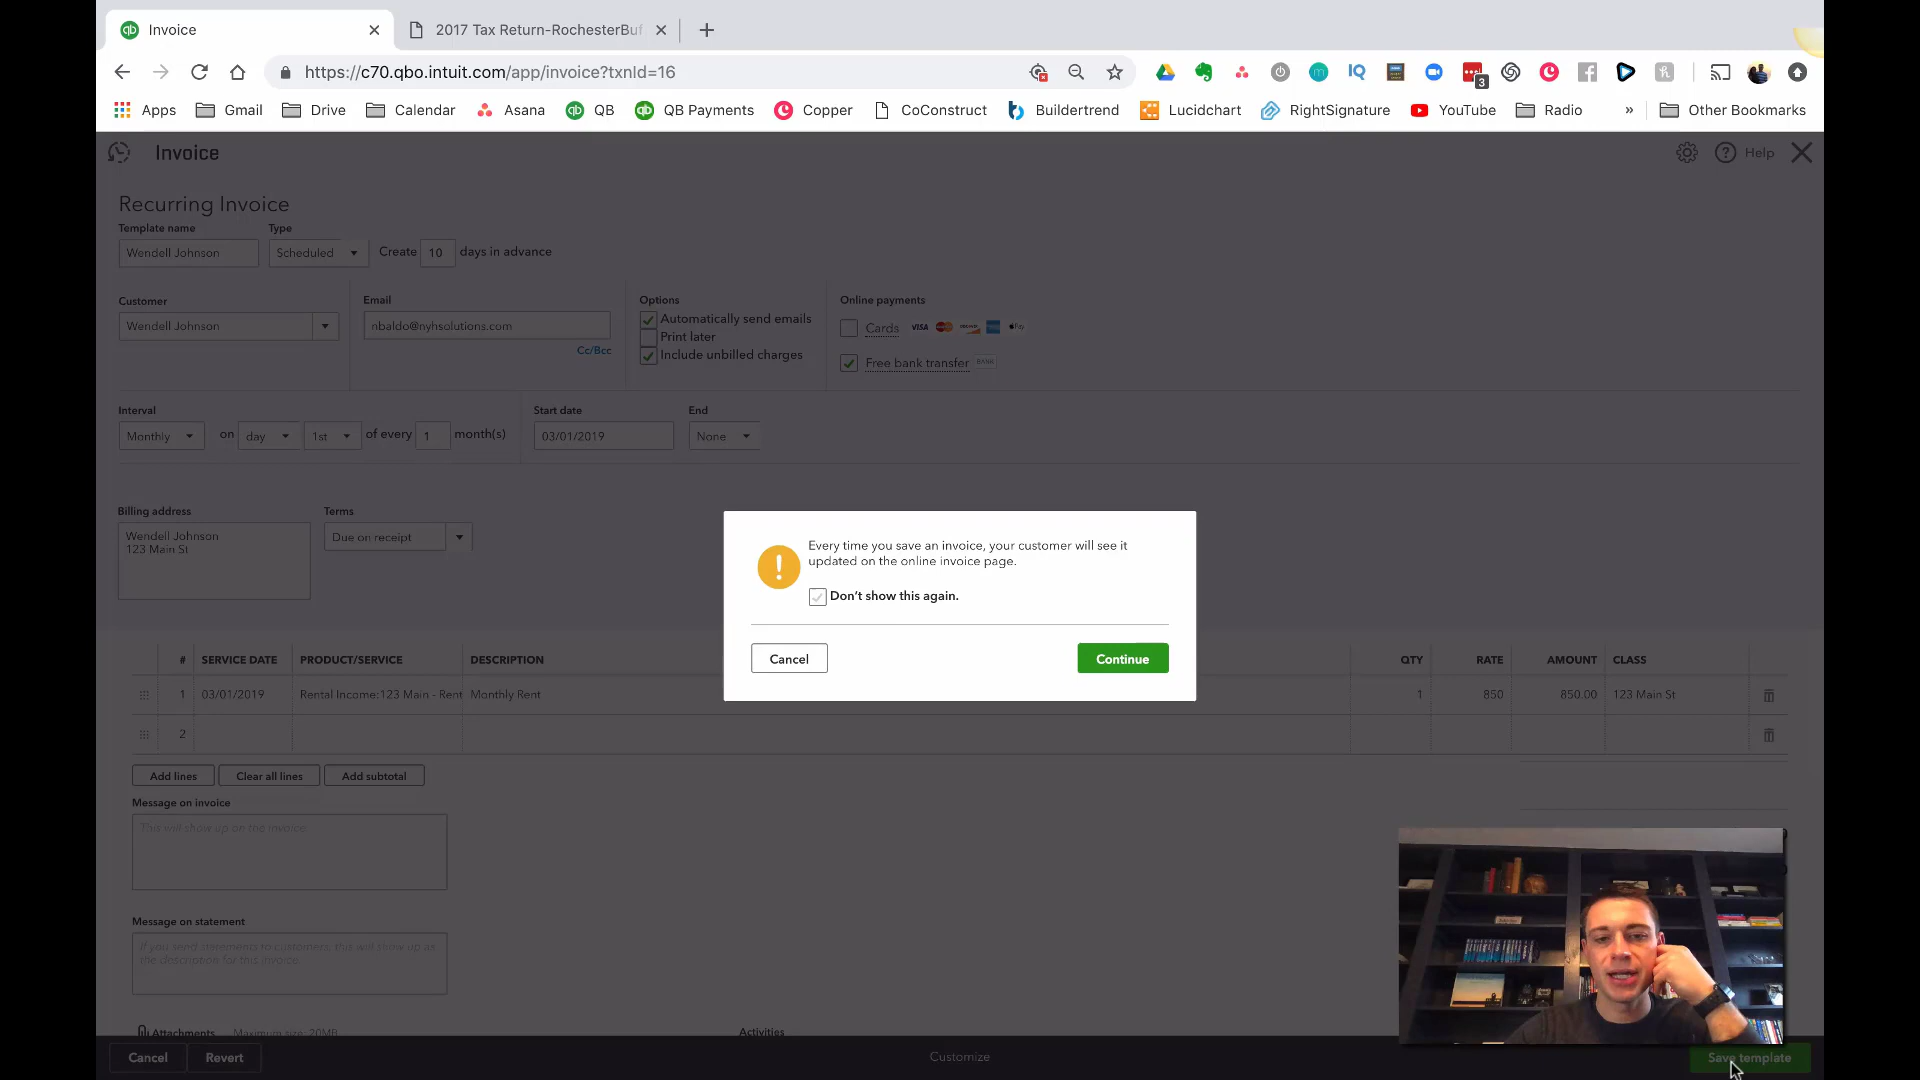 Invoice
2017 Tax Return-RochesterBuf
https://c70.qbo.intuit.com/app/invoice?txnId=16
IQ
3
Apps Gmail Drive Calendar Asana QB QB Payments Copper CoConstruct Buildertrend Lucidchart RightSignature YouTube Radio » Other Bookmarks
Invoice
Help
Recurring Invoice
Template name Type
Wendell Johnson Scheduled Create 10 days in advance
Customer Email Options Online payments
Wendell Johnson nbaldo@nyhsolutions.com
Cc/Bcc
Automatically send emails
Print later
Include unbilled charges
Cards VISA
Free bank transfer BANK
Interval Start date End
Monthly on day 1st of every 1 month(s) 03/01/2019 None
Billing address Terms
Wendell Johnson
123 Main St
Due on receipt
Every time you save an invoice, your customer will see it
updated on the online invoice page.
Don't show this again.
Cancel Continue
# SERVICE DATE PRODUCT/SERVICE DESCRIPTION QTY RATE AMOUNT CLASS
1 03/01/2019 Rental Income:123 Main - Rent Monthly Rent 1 850 850.00 123 Main St
2
Add lines Clear all lines Add subtotal
Message on invoice
This will show up on the invoice.
Message on statement
If you send statements to customers, this will show up as
the description for this invoice.
Attachments Maximum size: 20MB Activities
Cancel Revert Customize Save template